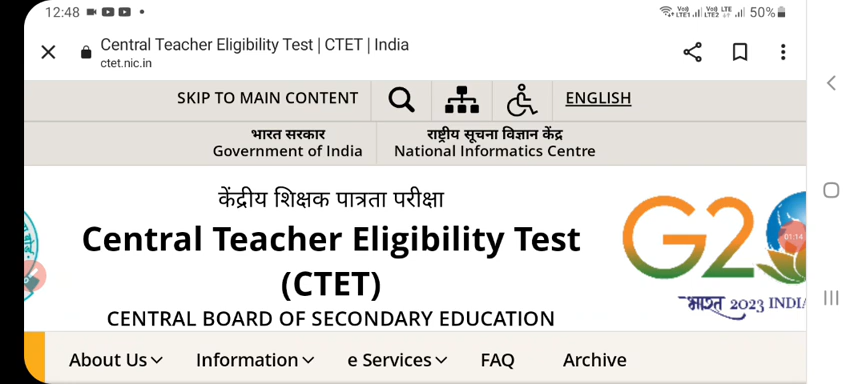 12:48 50%
Central Teacher Eligibility Test | CTET | India
ctet.nic.in
SKIP TO MAIN CONTENT ENGLISH
भारत सरकार राष्ट्रीय सूचना विज्ञान केंद्र
Government of India National Informatics Centre
केंद्रीय शिक्षक पात्रता परीक्षा
Central Teacher Eligibility Test
(CTET)
CENTRAL BOARD OF SECONDARY EDUCATION
G20
01:14
भारत 2023 INDIA
About Us Information e Services FAQ Archive